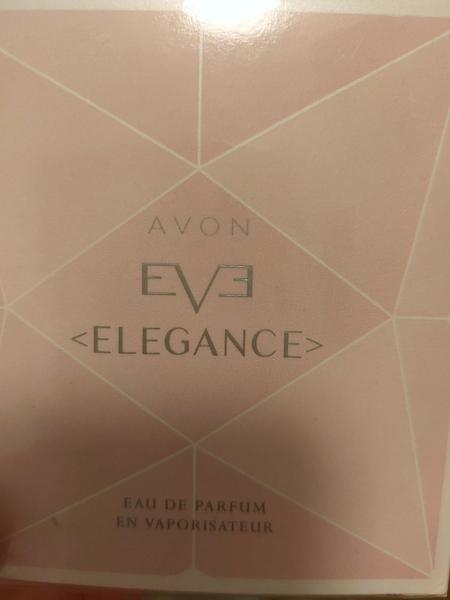 AVON
EVE
<ELEGANCE>
EAU DE PARFUM
EN VAPORISATEUR